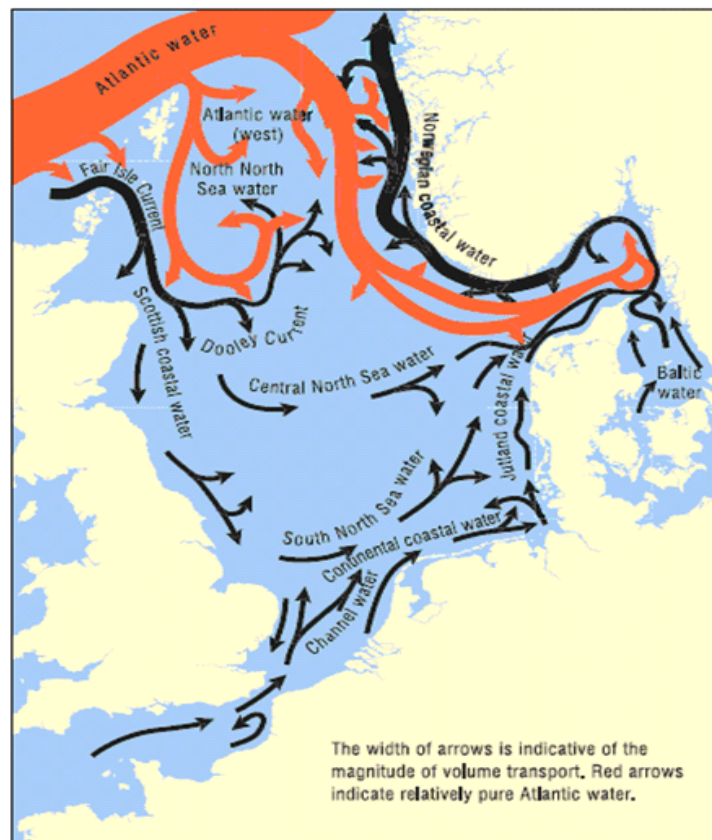 Atlantic water
Atlantic water
(west)
North North
Sea water
Fair Isle Current
Norwegian coastal water
Scottish coastal water
Dooley Current
Central North Sea water
Jutland coastal water
Baltic
water
South North Sea water
Continental coastal water
Channel water
The width of arrows is indicative of the
magnitude of volume transport. Red arrows
indicate relatively pure Atlantic water.